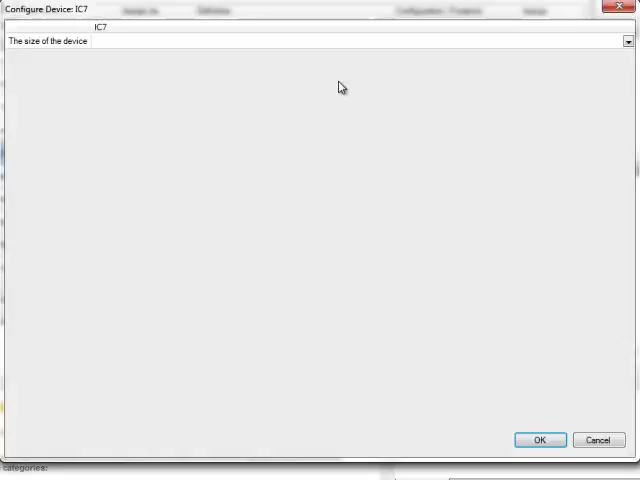 Configure Device: IC7
IC7
The size of the device
OK
Cancel
categories: